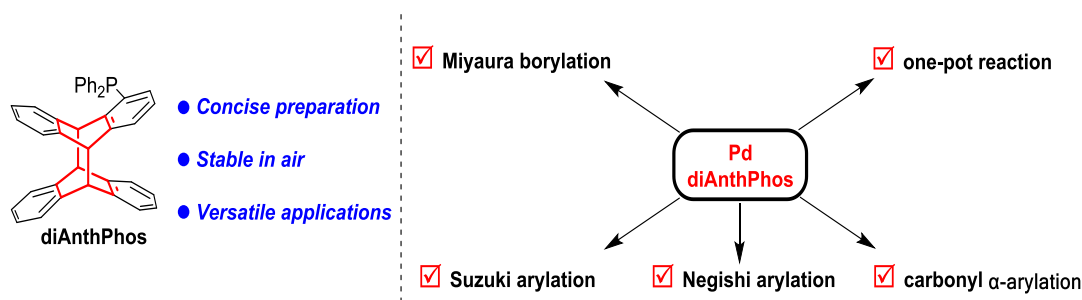 Ph2P
Concise preparation
Stable in air
Versatile applications
diAnthPhos
Miyaura borylation
one-pot reaction
Pd
diAnthPhos
Suzuki arylation
Negishi arylation
carbonyl α-arylation